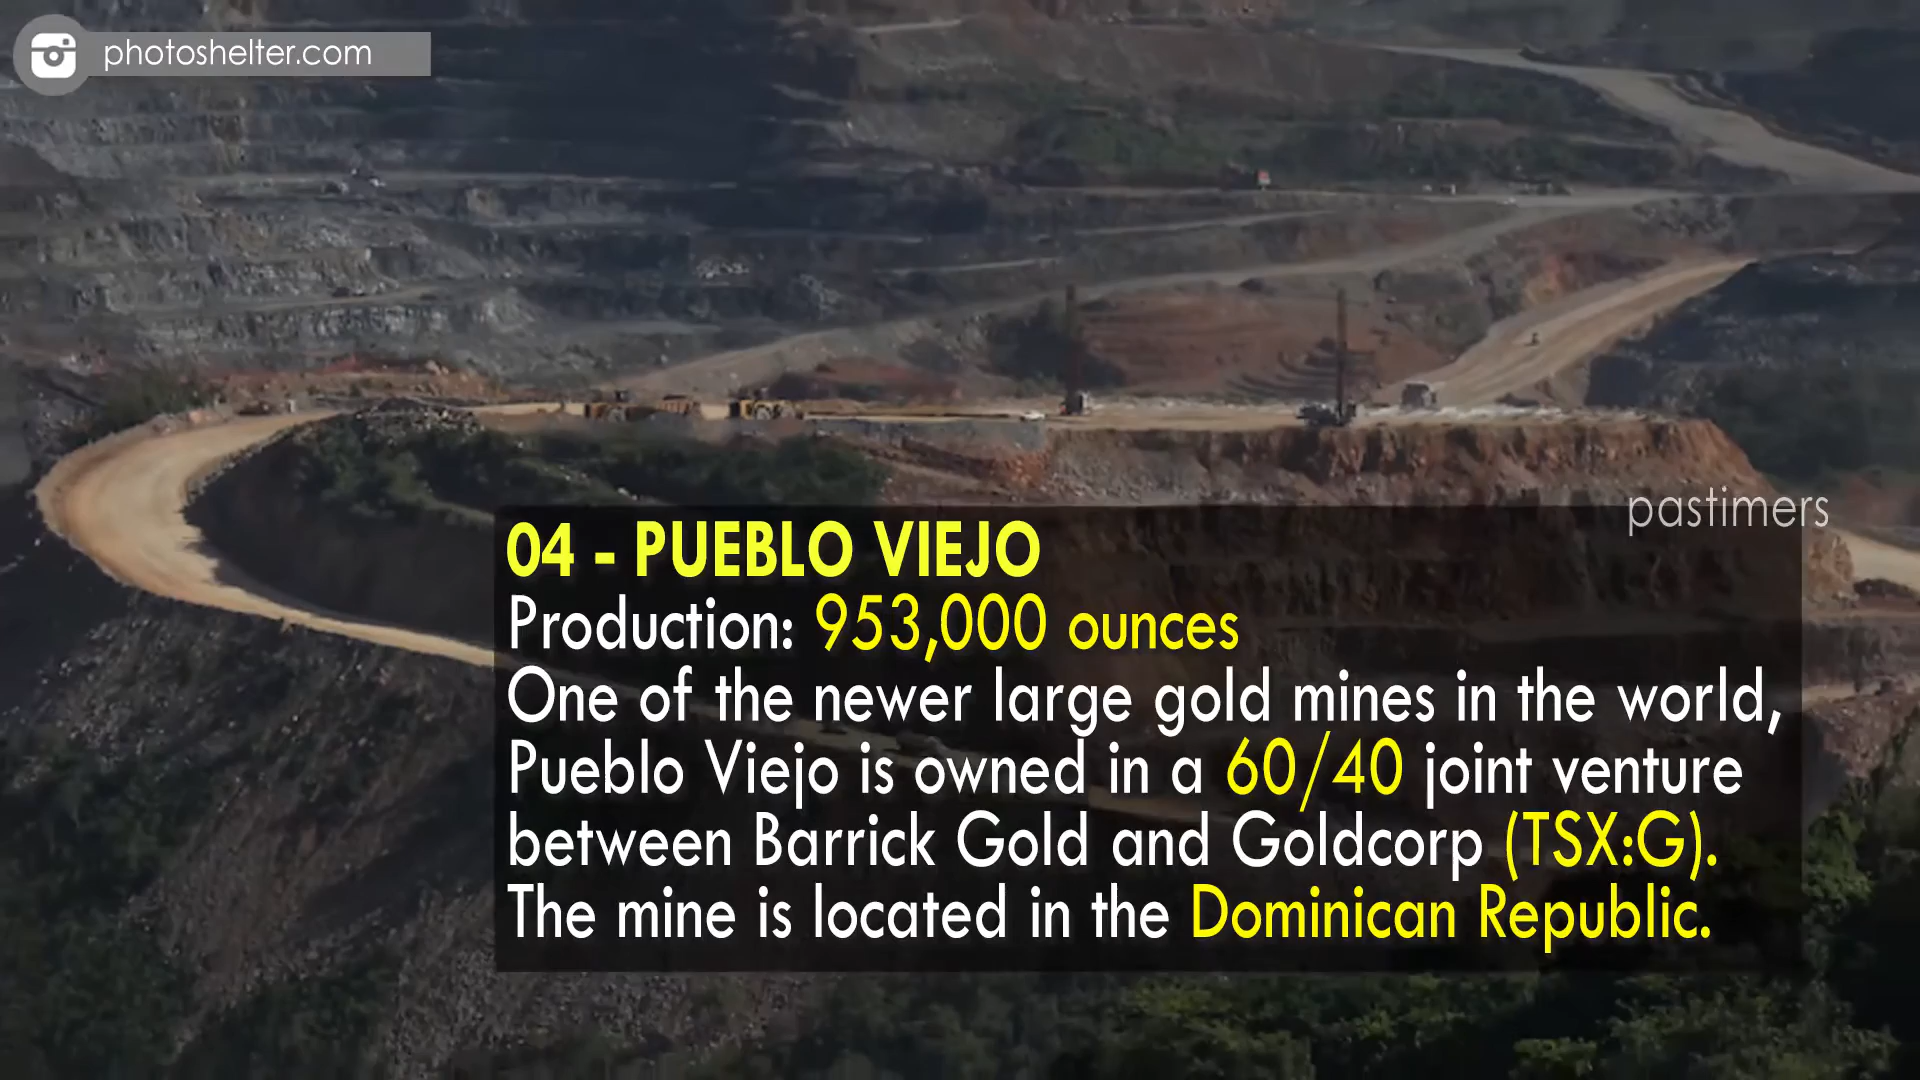 photoshelter.com
pastimers
04 - PUEBLO VIEJO
Production: 953,000 ounces
One of the newer large gold mines in the world,
Pueblo Viejo is owned in a 60/40 joint venture
between Barrick Gold and Goldcorp (TSX:G).
The mine is located in the Dominican Republic.